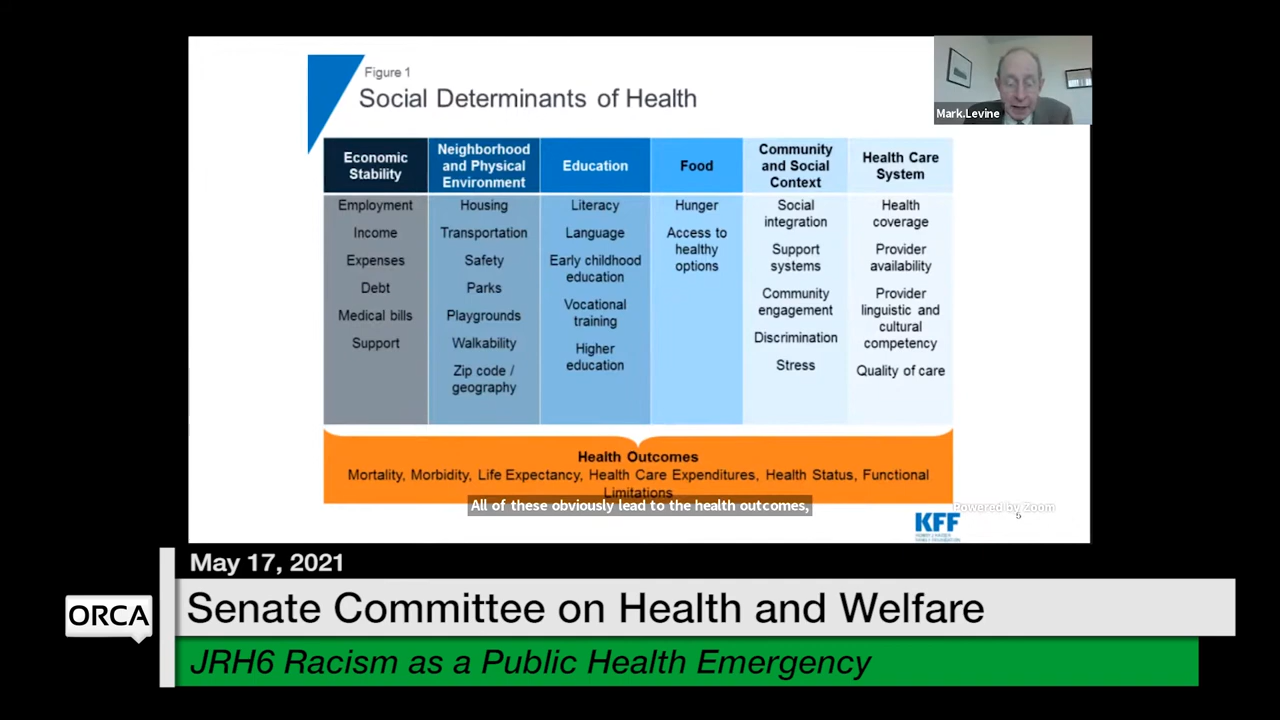 Figure 1
Social Determinants of Health
Mark.Levine
Economic
Stability
Employment
Income
Expenses
Debt
Medical bills
Support
Neighborhood
and Physical
Environment
Housing
Transportation
Safety
Parks
Playgrounds
Walkability
Zip code /
geography
Education
Literacy
Language
Early childhood
education
Vocational
training
Higher
education
Food
Hunger
Access to
healthy
options
Community
and Social
Context
Social
integration
Support
systems
Community
engagement
Discrimination
Stress
Health Care
System
Health
coverage
Provider
availability
Provider
linguistic and
cultural
competency
Quality of care
Health Outcomes
Mortality, Morbidity, Life Expectancy, Health Care Expenditures, Health Status, Functional
Limitations
All of these obviously lead to the health outcomes,
Powered by Zoom
5
KFF
HENRY J KAISER
FAMILY FOUNDATION
May 17, 2021
ORCA
Senate Committee on Health and Welfare
JRH6 Racism as a Public Health Emergency